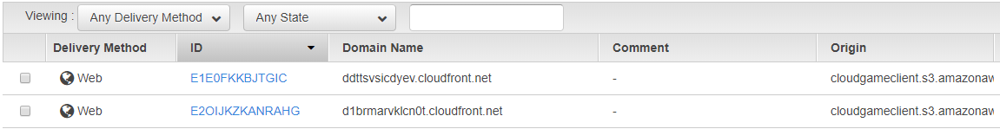 Viewing : Any Delivery Method Any State
Delivery Method ID Domain Name Comment Origin
Web E1E0FKKBJTGIC ddttsvsicdyev.cloudfront.net - cloudgameclient.s3.amazonaw
Web E2OIJKZKANRAHG d1brmarvklcn0t.cloudfront.net - cloudgameclient.s3.amazonaw